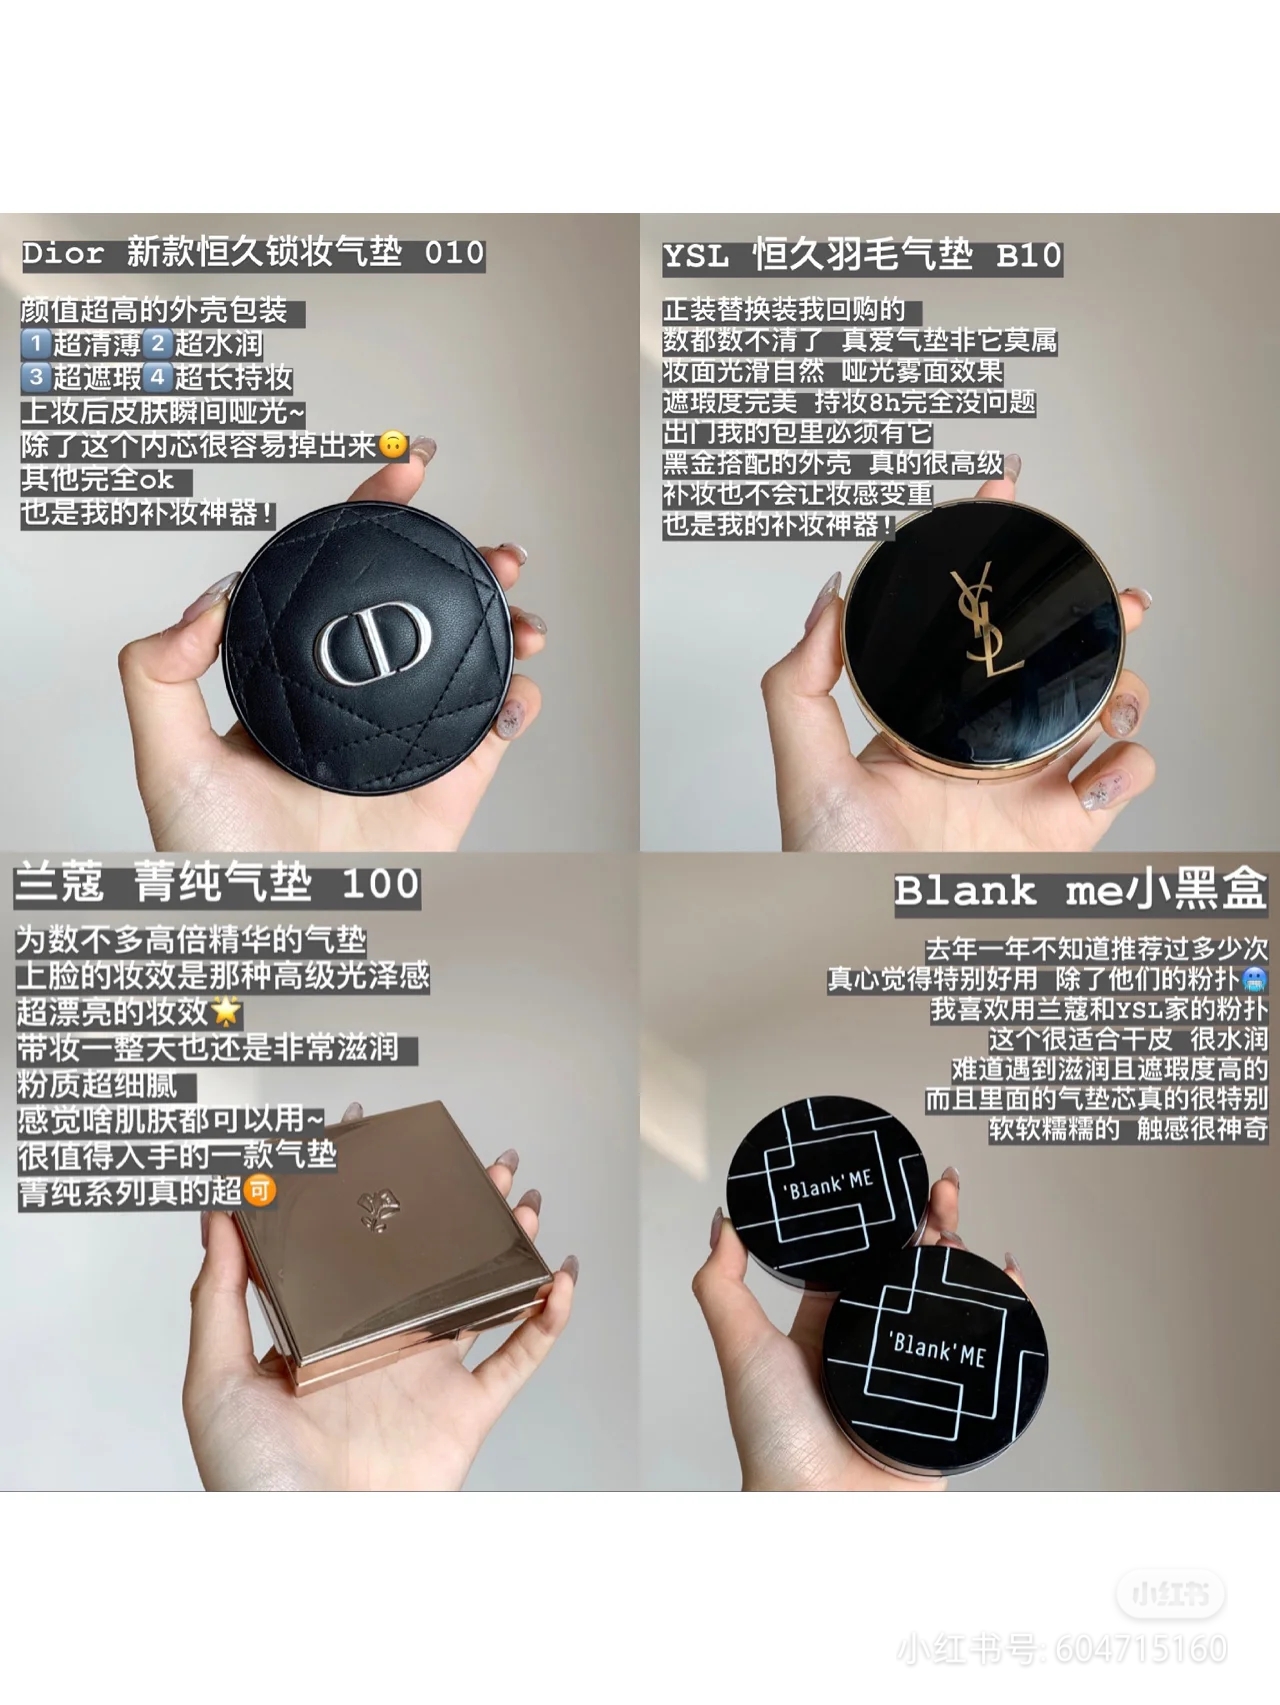 Dior 新款恒久锁妆气垫 010
颜值超高的外壳包装
1️⃣超清薄2️⃣超水润
3️⃣超遮瑕4️⃣超长持妆
上妆后皮肤瞬间哑光~
除了这个内芯很容易掉出来🙃
其他完全ok
也是我的补妆神器!
CD
YSL 恒久羽毛气垫 B10
正装替换装我回购的
数都数不清了 真爱气垫非它莫属
妆面光滑自然 哑光雾面效果
遮瑕度完美 持妆8h完全没问题
出门我的包里必须有它
黑金搭配的外壳 真的很高级
补妆也不会让妆感变重
也是我的补妆神器!
YSL
兰蔻 菁纯气垫 100
为数不多高倍精华的气垫
上脸的妆效是那种高级光泽感
超漂亮的妆效🌟
带妆一整天也还是非常滋润
粉质超细腻
感觉啥肌肤都可以用~
很值得入手的一款气垫
菁纯系列真的超🉑
Blank me小黑盒
去年一年不知道推荐过多少次
真心觉得特别好用 除了他们的粉扑🥶
我喜欢用兰蔻和YSL家的粉扑
这个很适合干皮 很水润
难道遇到滋润且遮瑕度高的
而且里面的气垫芯真的很特别
软软糯糯的 触感很神奇
'Blank'ME
'Blank'ME
小红书
小红书号: 604715160